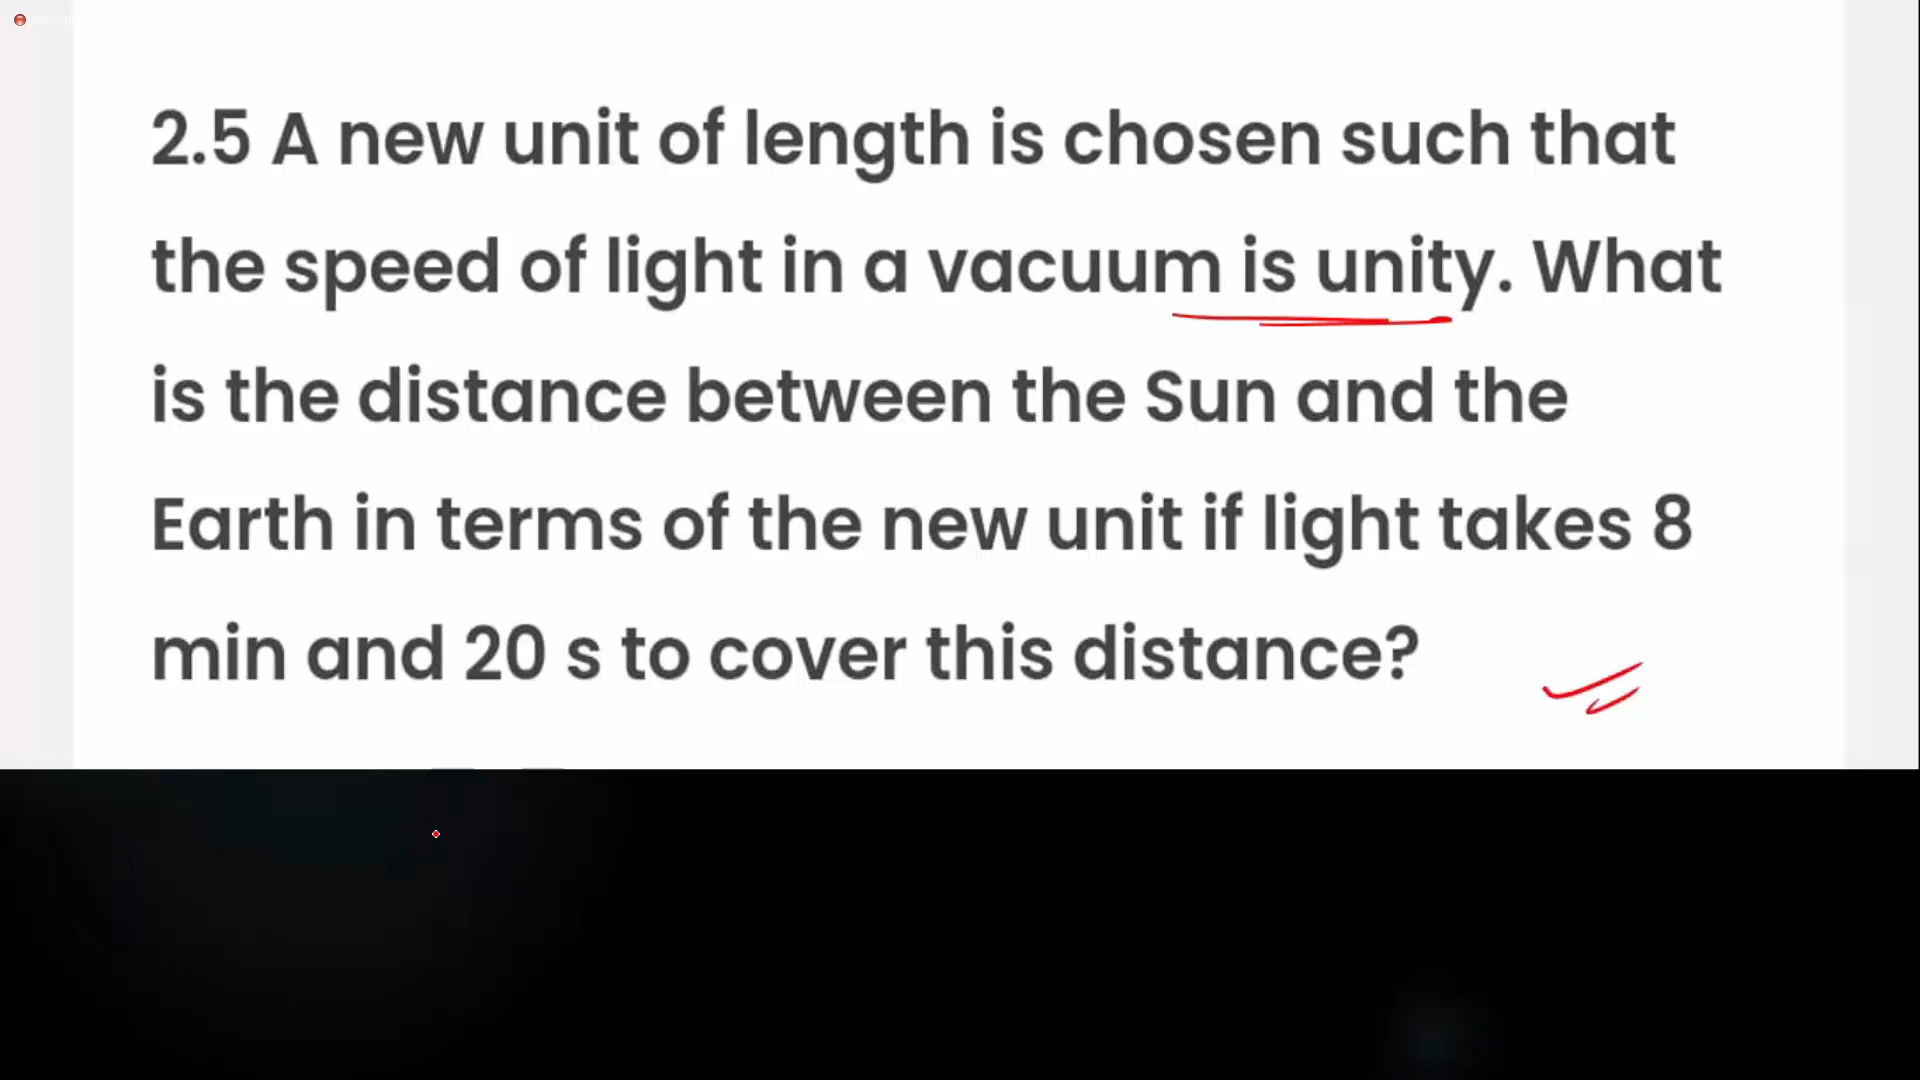 2.5 A new unit of length is chosen such that
the speed of light in a vacuum is unity. What
is the distance between the Sun and the
Earth in terms of the new unit if light takes 8
min and 20 s to cover this distance?